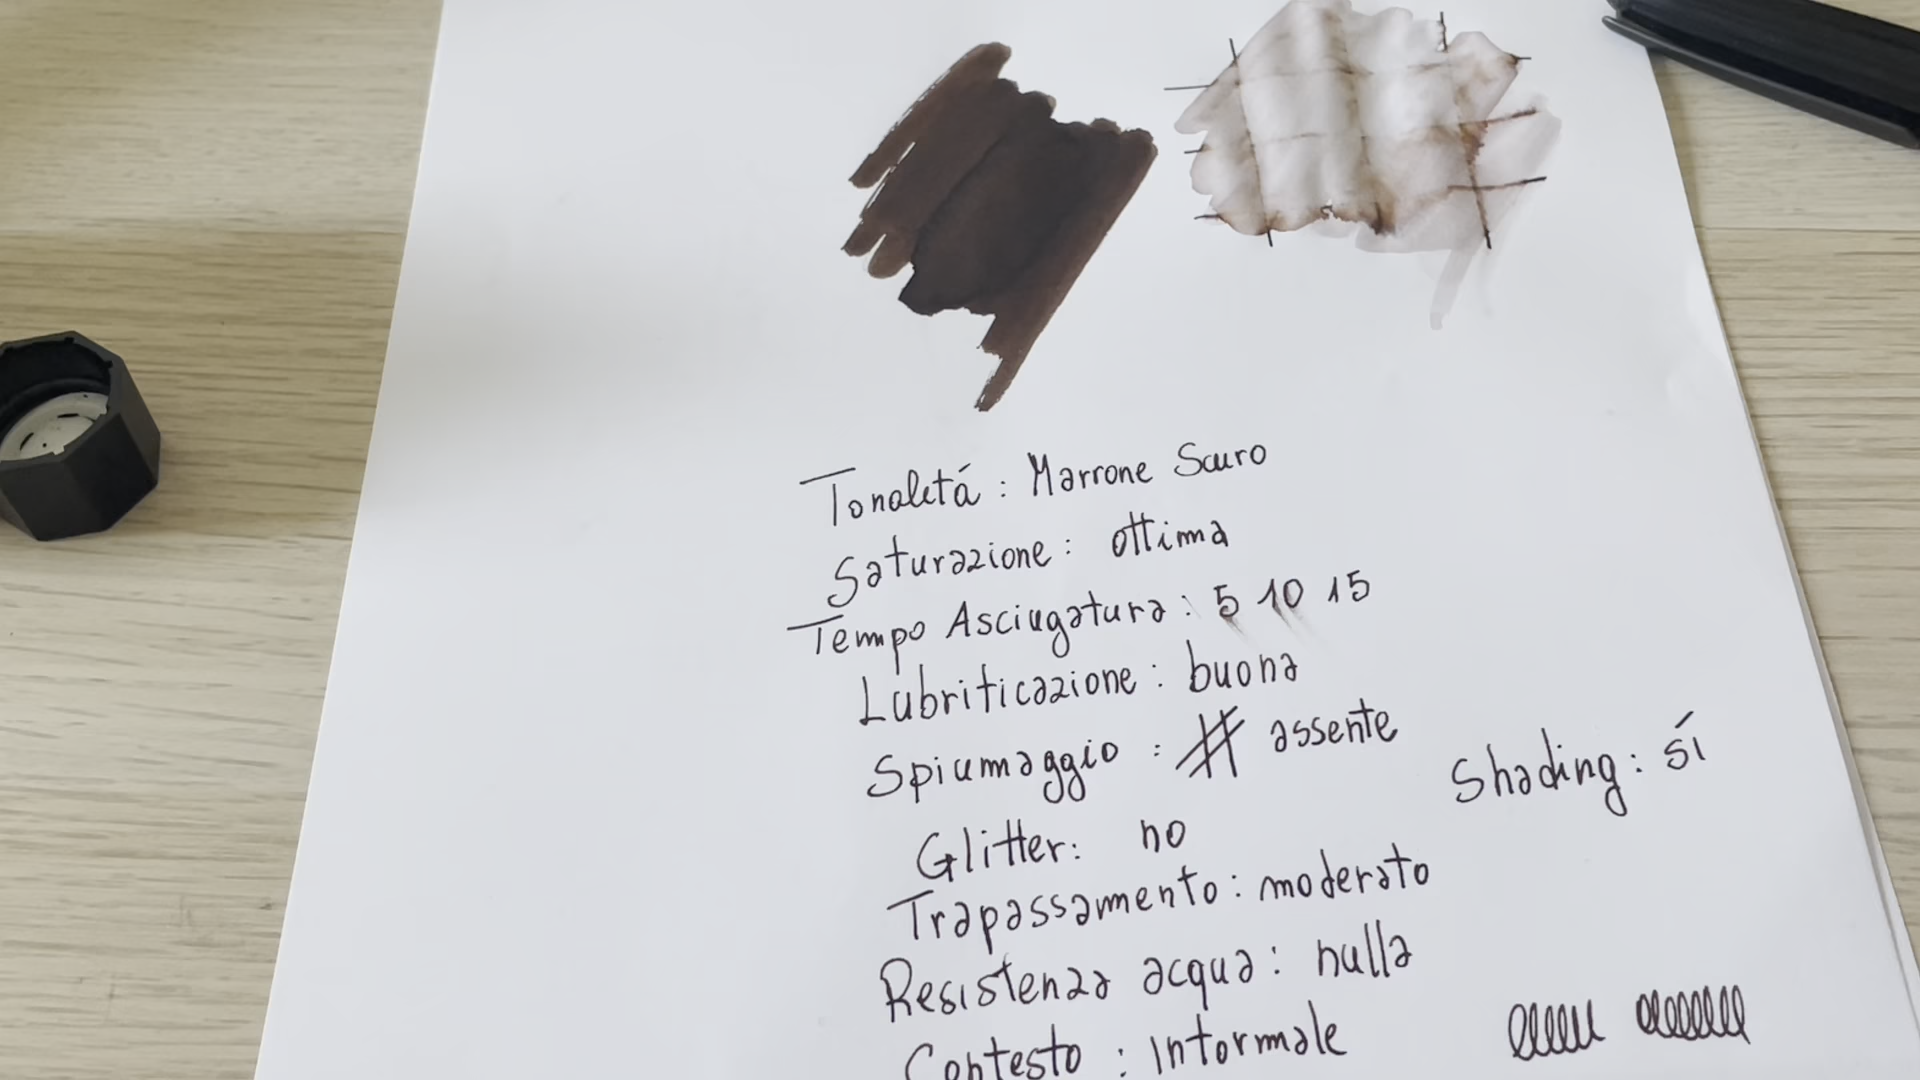 Tonalitá : Marrone Scuro
Saturazione : ottima
Tempo Asciugatura : 5 10 15
Lubrificazione : buona
Spiumaggio : # assente
Shading : sí
Glitter : no
Trapassamento : moderato
Resistenza acqua : nulla
Contesto : Informale